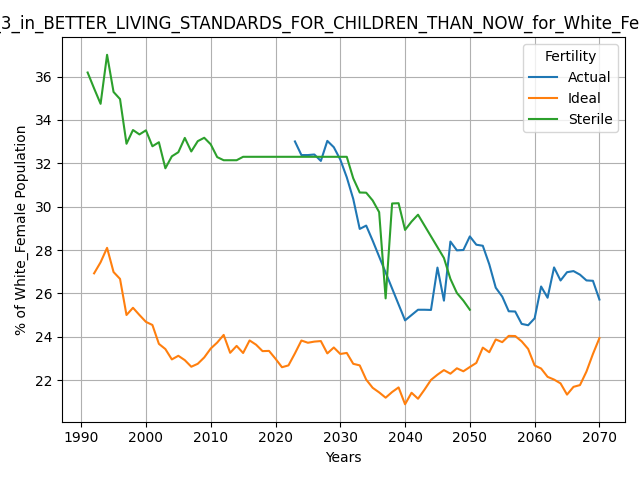 _3_in_BETTER_LIVING_STANDARDS_FOR_CHILDREN_THAN_NOW_for_White_Fe
Fertility
Actual
Ideal
Sterile
% of White_Female Population
36
34
32
30
28
26
24
22
1990 2000 2010 2020 2030 2040 2050 2060 2070
Years